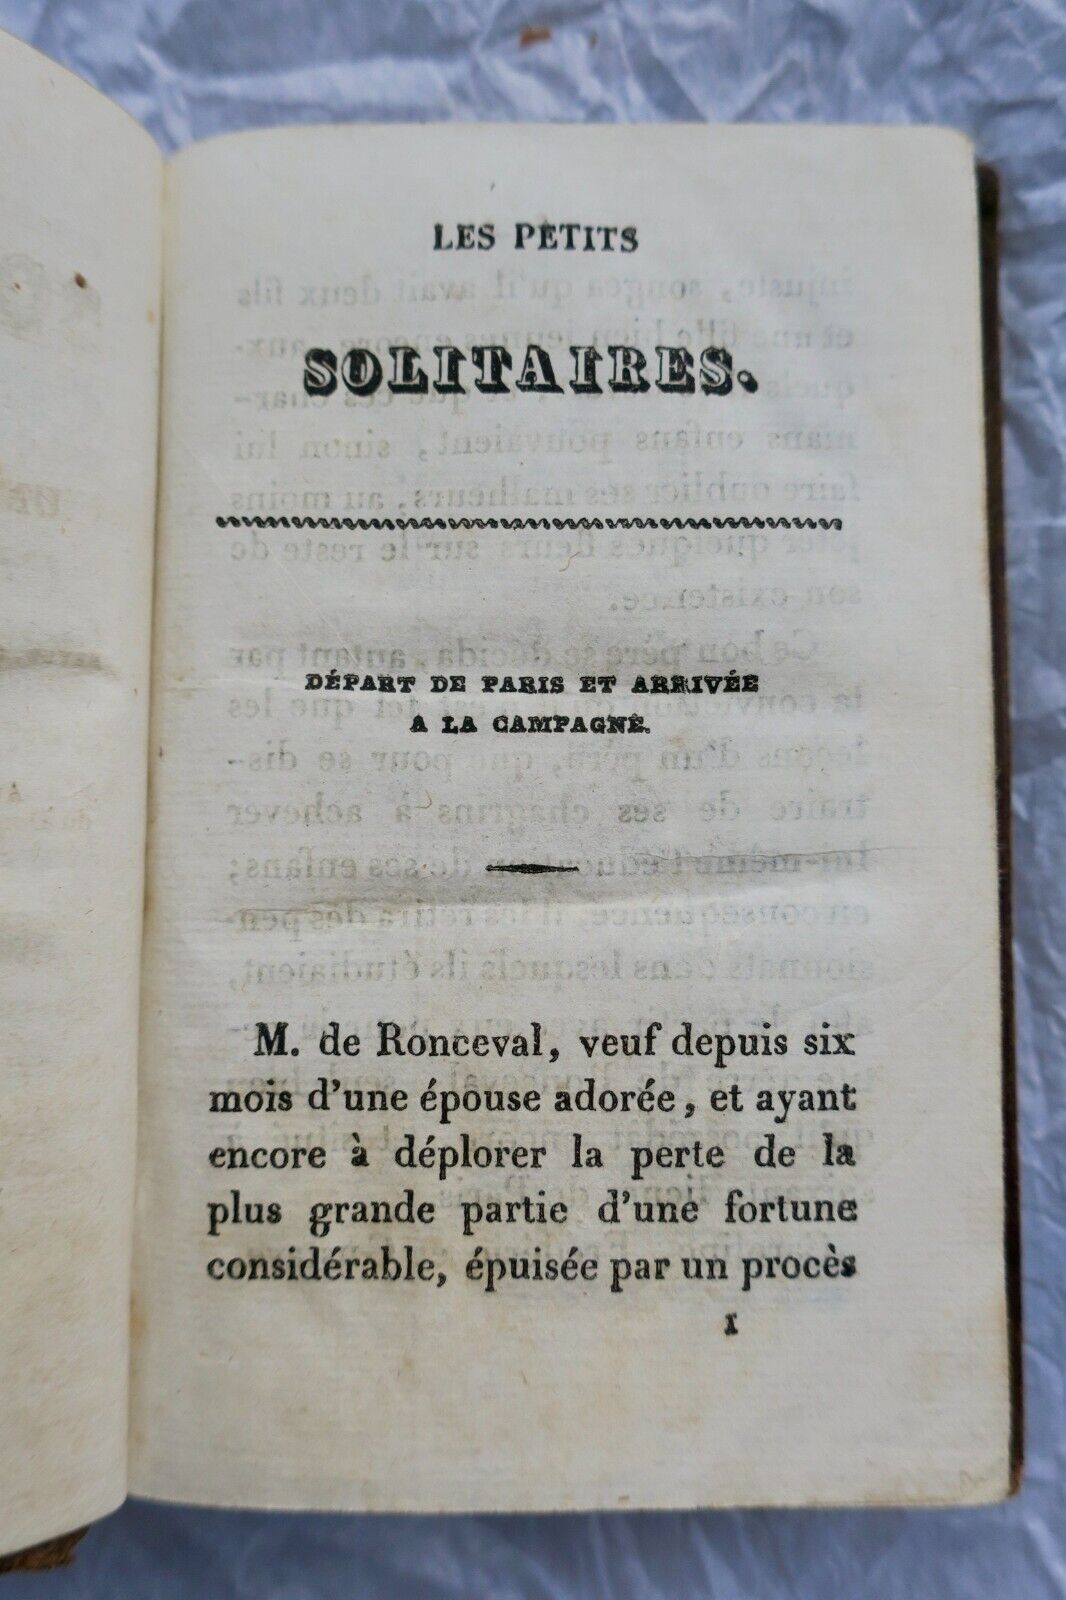 LES PETITS
SOLITAIRES.
DÉPART DE PARIS ET ARRIVÉE
A LA CAMPAGNE.
M. de Ronceval, veuf depuis six
mois d'une épouse adorée, et ayant
encore à déplorer la perte de la
plus grande partie d'une fortune
considérable, épuisée par un procès
1